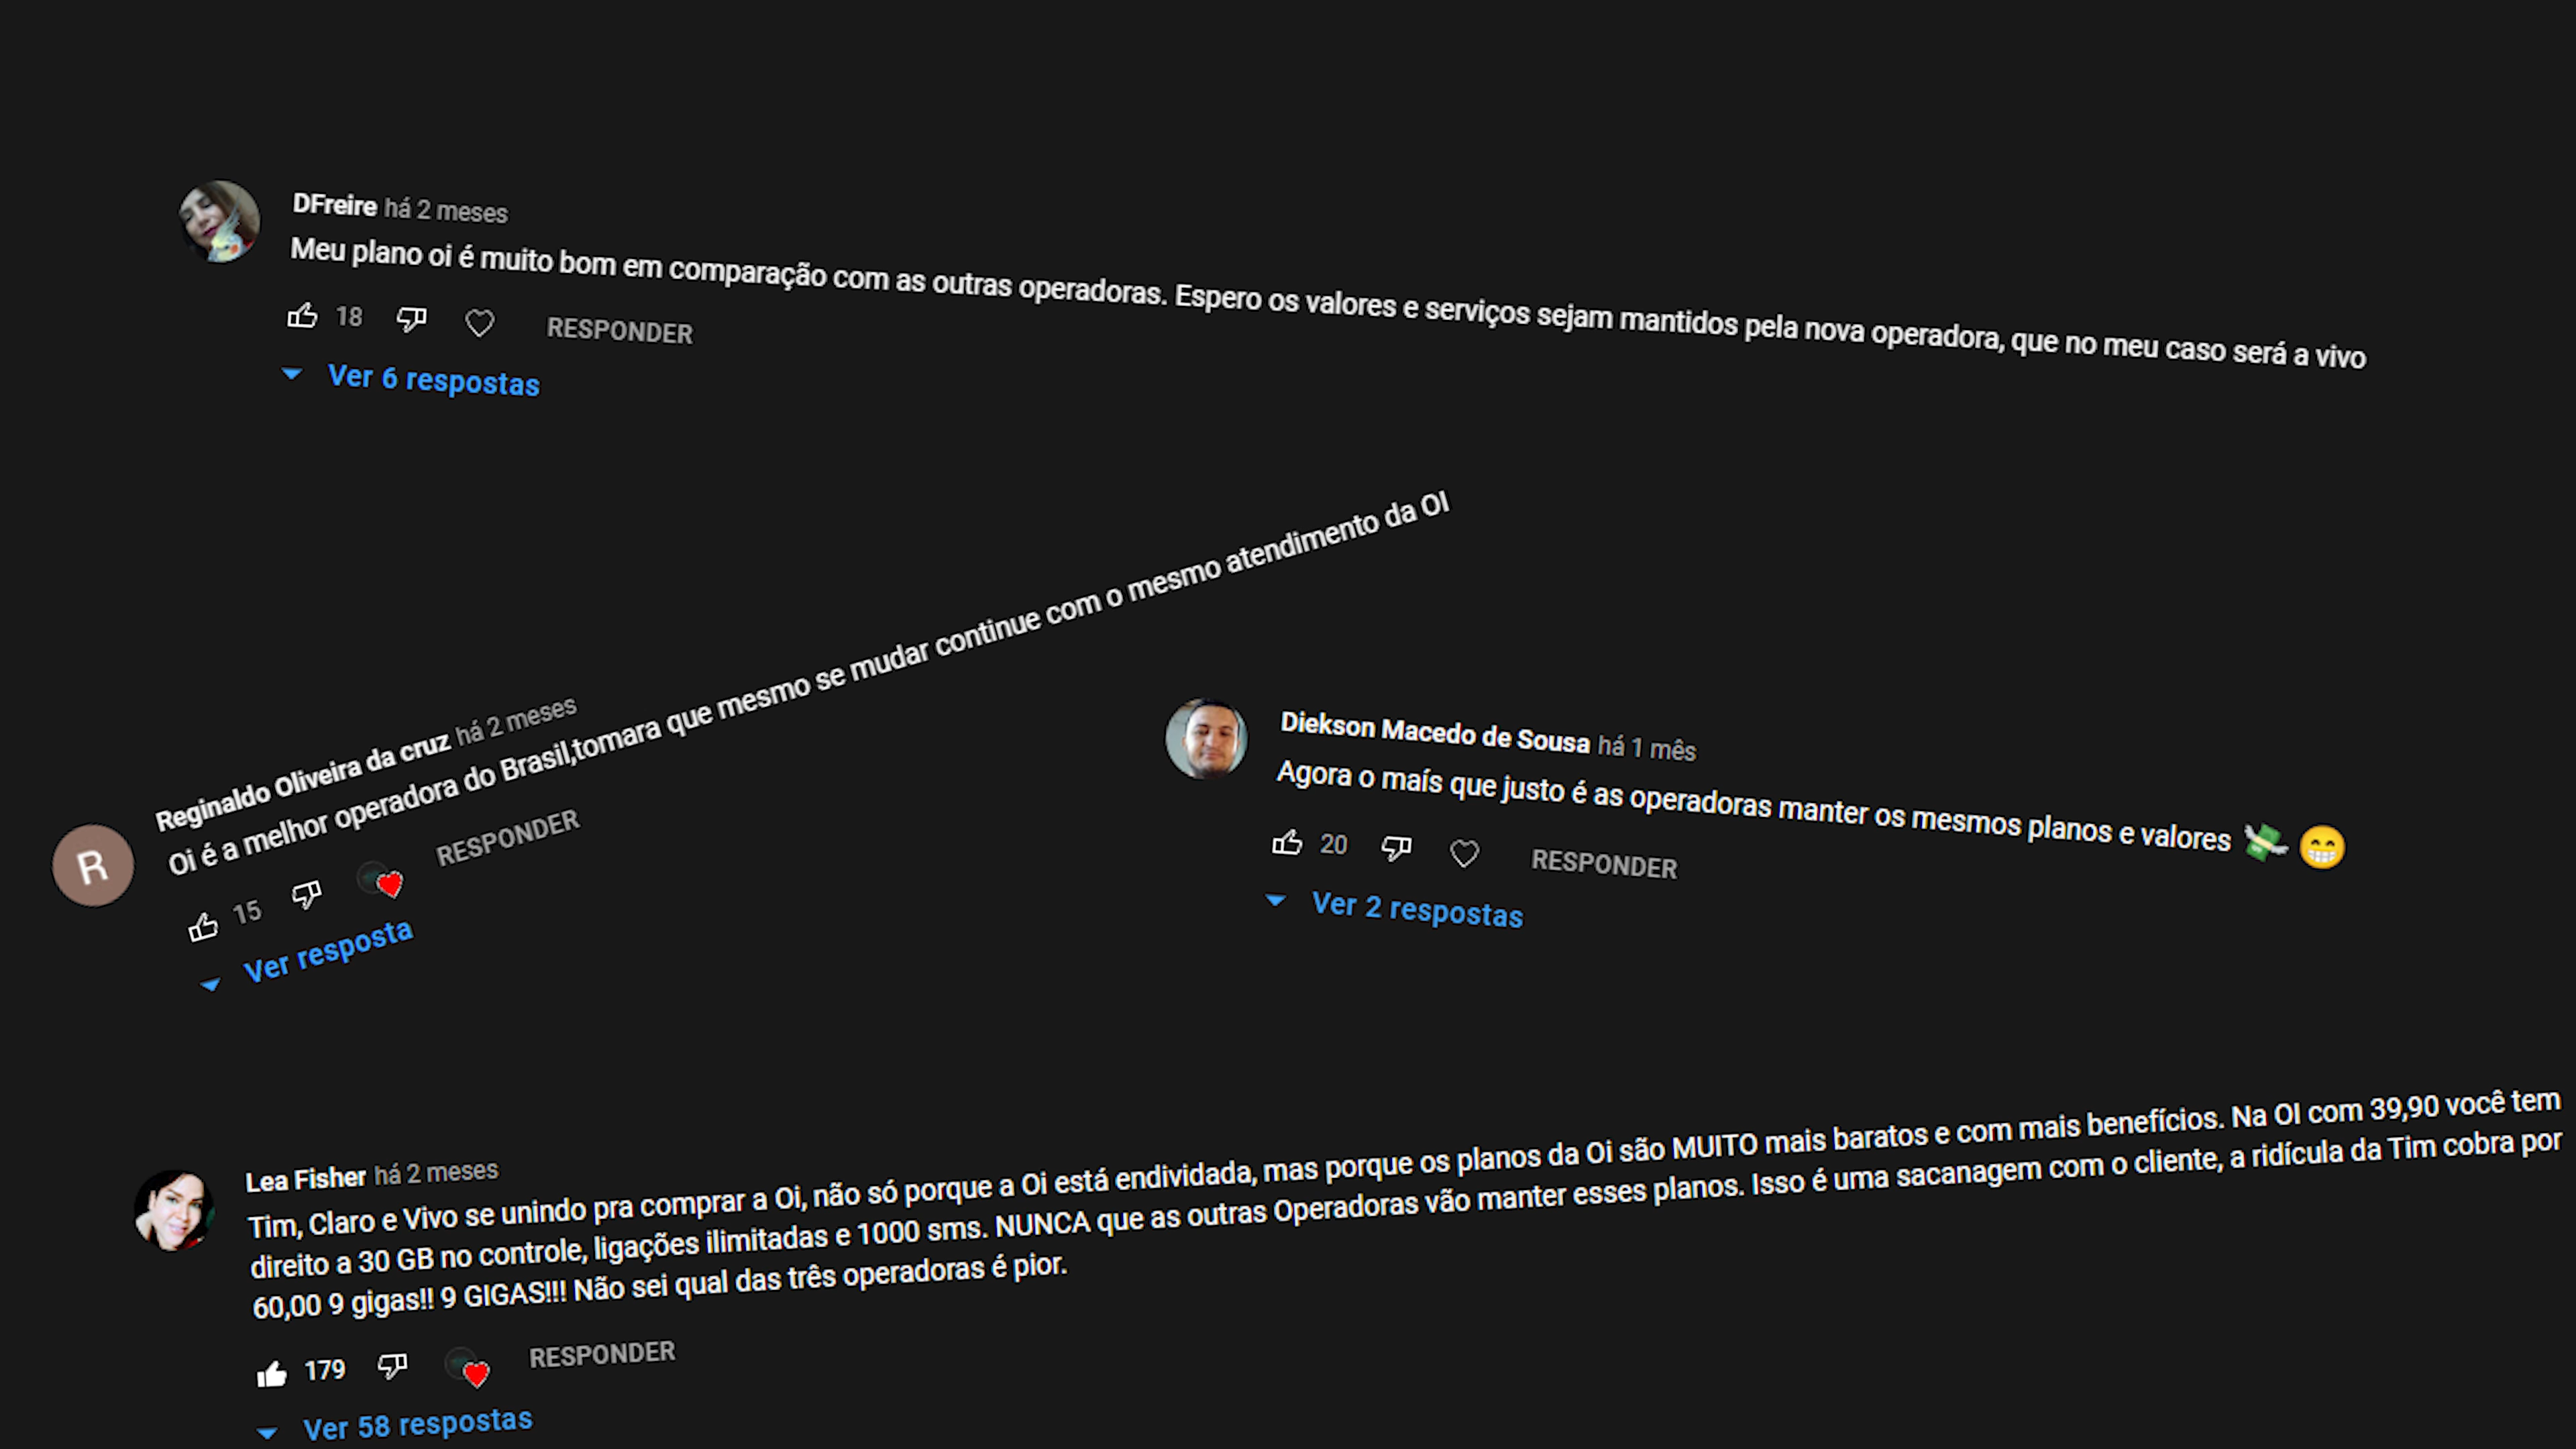 DFreire há 2 meses
Meu plano oi é muito bom em comparação com as outras operadoras. Espero os valores e serviços sejam mantidos pela nova operadora, que no meu caso será a vivo
18 RESPONDER
Ver 6 respostas
Reginaldo Oliveira da cruz há 2 meses
R
Oi é a melhor operadora do Brasil,tomara que mesmo se mudar continue com o mesmo atendimento da OI
15 RESPONDER
Ver resposta
Diekson Macedo de Sousa há 1 mês
Agora o maís que justo é as operadoras manter os mesmos planos e valores 💸 😁
20 RESPONDER
Ver 2 respostas
Lea Fisher há 2 meses
Tim, Claro e Vivo se unindo pra comprar a Oi, não só porque a Oi está endividada, mas porque os planos da Oi são MUITO mais baratos e com mais benefícios. Na OI com 39,90 você tem
direito a 30 GB no controle, ligações ilimitadas e 1000 sms. NUNCA que as outras Operadoras vão manter esses planos. Isso é uma sacanagem com o cliente, a ridícula da Tim cobra por
60,00 9 gigas!! 9 GIGAS!!! Não sei qual das três operadoras é pior.
179 RESPONDER
Ver 58 respostas